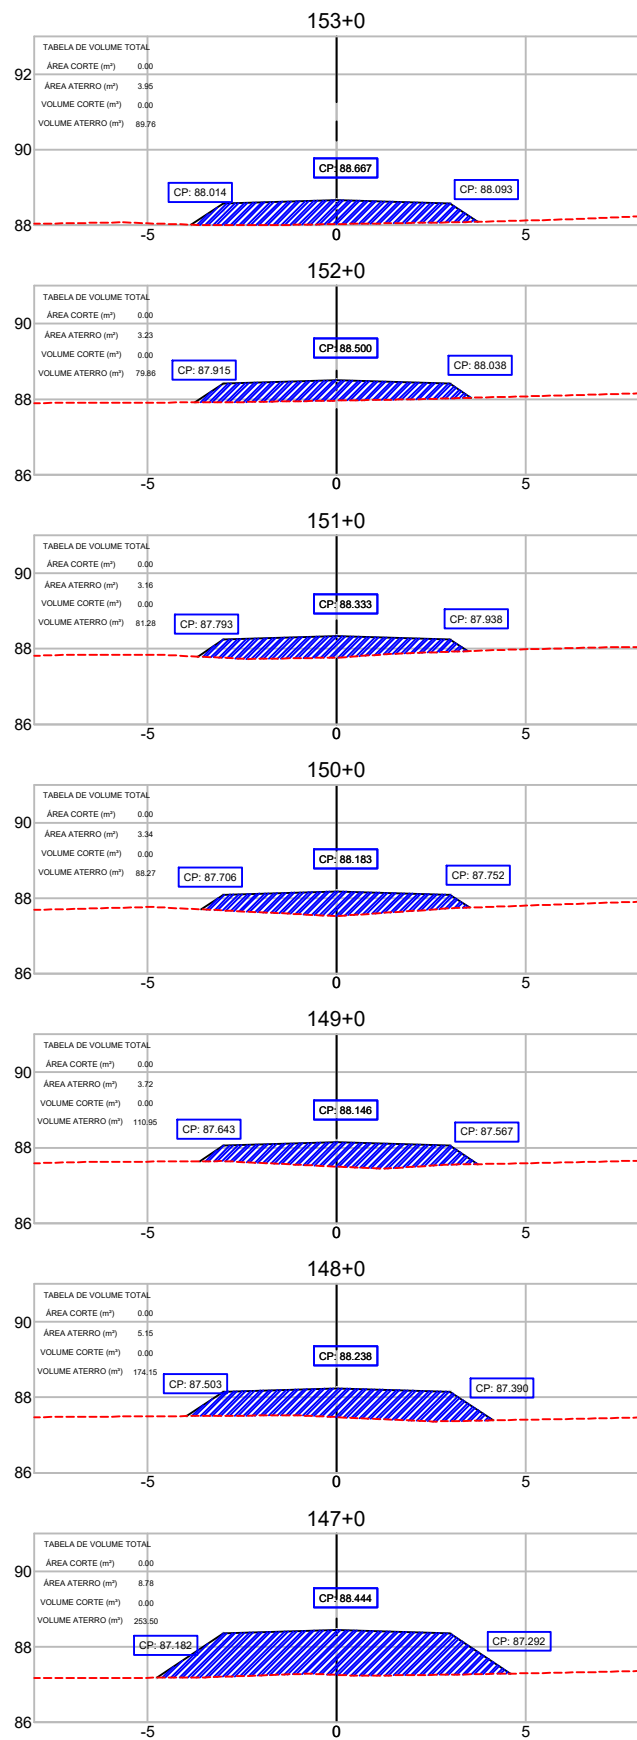 153+0
TABELA DE VOLUME TOTAL
ÁREA CORTE (m²) 0.00
ÁREA ATERRO (m²) 3.95
VOLUME CORTE (m²) 0.00
VOLUME ATERRO (m²) 89.76
92
90
88
CP: 88.014
CP: 88.667
CP: 88.093
-5 0 5
152+0
TABELA DE VOLUME TOTAL
ÁREA CORTE (m²) 0.00
ÁREA ATERRO (m²) 3.23
VOLUME CORTE (m²) 0.00
VOLUME ATERRO (m²) 79.86
90
88
86
CP: 87.915
CP: 88.500
CP: 88.038
-5 0 5
151+0
TABELA DE VOLUME TOTAL
ÁREA CORTE (m²) 0.00
ÁREA ATERRO (m²) 3.16
VOLUME CORTE (m²) 0.00
VOLUME ATERRO (m²) 81.28
90
88
86
CP: 87.793
CP: 88.333
CP: 87.938
-5 0 5
150+0
TABELA DE VOLUME TOTAL
ÁREA CORTE (m²) 0.00
ÁREA ATERRO (m²) 3.34
VOLUME CORTE (m²) 0.00
VOLUME ATERRO (m²) 88.27
90
88
86
CP: 87.706
CP: 88.183
CP: 87.752
-5 0 5
149+0
TABELA DE VOLUME TOTAL
ÁREA CORTE (m²) 0.00
ÁREA ATERRO (m²) 3.72
VOLUME CORTE (m²) 0.00
VOLUME ATERRO (m²) 110.95
90
88
86
CP: 87.643
CP: 88.146
CP: 87.567
-5 0 5
148+0
TABELA DE VOLUME TOTAL
ÁREA CORTE (m²) 0.00
ÁREA ATERRO (m²) 5.15
VOLUME CORTE (m²) 0.00
VOLUME ATERRO (m²) 174.15
90
88
86
CP: 87.503
CP: 88.238
CP: 87.390
-5 0 5
147+0
TABELA DE VOLUME TOTAL
ÁREA CORTE (m²) 0.00
ÁREA ATERRO (m²) 8.78
VOLUME CORTE (m²) 0.00
VOLUME ATERRO (m²) 253.50
90
88
86
CP: 87.182
CP: 88.444
CP: 87.292
-5 0 5